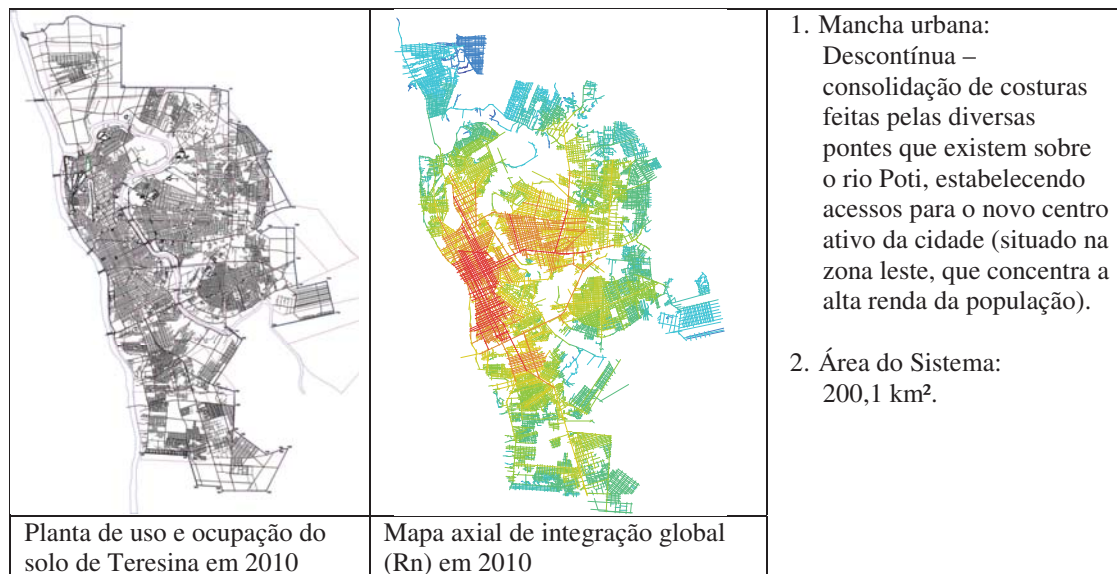 1. Mancha urbana:
Descontínua –
consolidação de costuras
feitas pelas diversas
pontes que existem sobre
o rio Poti, estabelecendo
acessos para o novo centro
ativo da cidade (situado na
zona leste, que concentra a
alta renda da população).
2. Área do Sistema:
200,1 km².
Planta de uso e ocupação do
solo de Teresina em 2010
Mapa axial de integração global
(Rn) em 2010